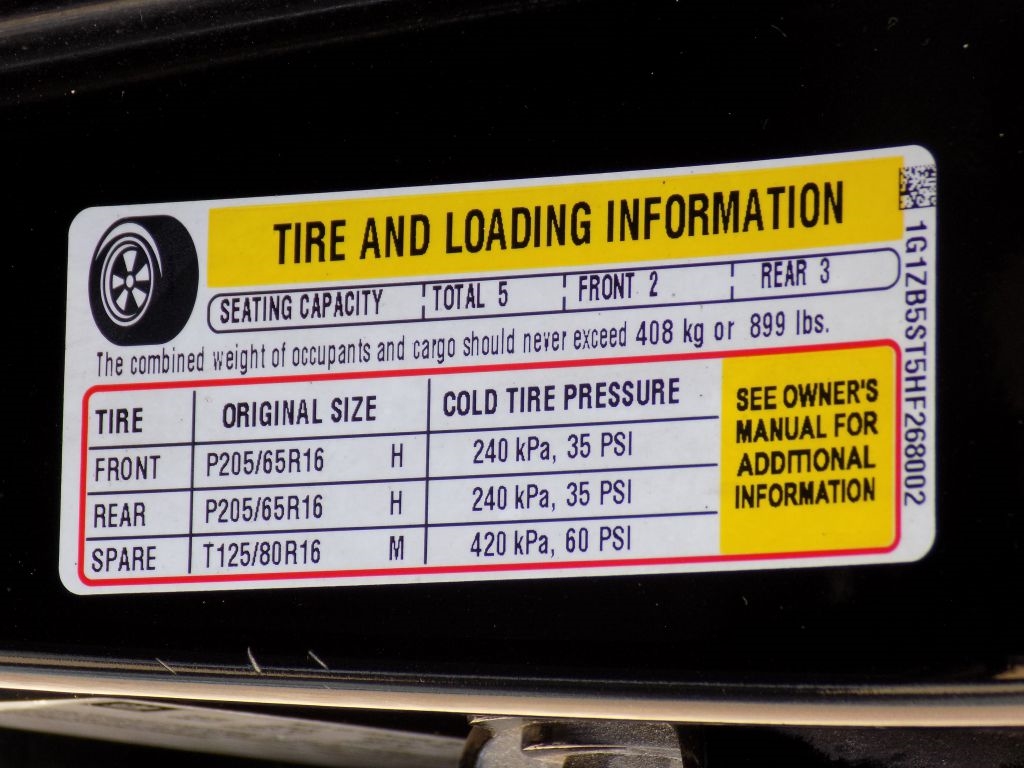 TIRE AND LOADING INFORMATION
SEATING CAPACITY TOTAL 5 FRONT 2 REAR 3
The combined weight of occupants and cargo should never exceed 408 kg or 899 lbs.
TIRE ORIGINAL SIZE COLD TIRE PRESSURE
FRONT P205/65R16 H 240 kPa, 35 PSI
REAR P205/65R16 H 240 kPa, 35 PSI
SPARE T125/80R16 M 420 kPa, 60 PSI
SEE OWNER'S
MANUAL FOR
ADDITIONAL
INFORMATION
1G1ZB5ST5HF268002